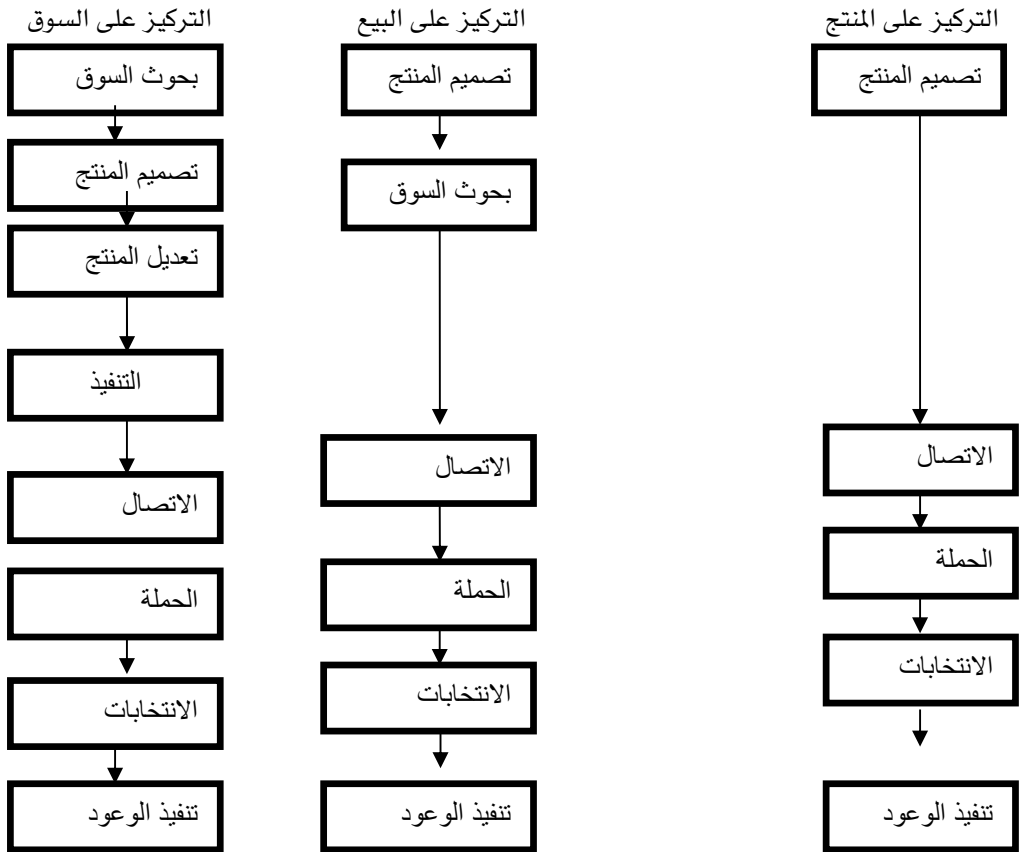 التركيز على المنتج
تصميم المنتج
الاتصال
الحملة
الانتخابات
تنفيذ الوعود
التركيز على البيع
تصميم المنتج
بحوث السوق
الاتصال
الحملة
الانتخابات
تنفيذ الوعود
التركيز على السوق
بحوث السوق
تصميم المنتج
تعديل المنتج
التنفيذ
الاتصال
الحملة
الانتخابات
تنفيذ الوعود